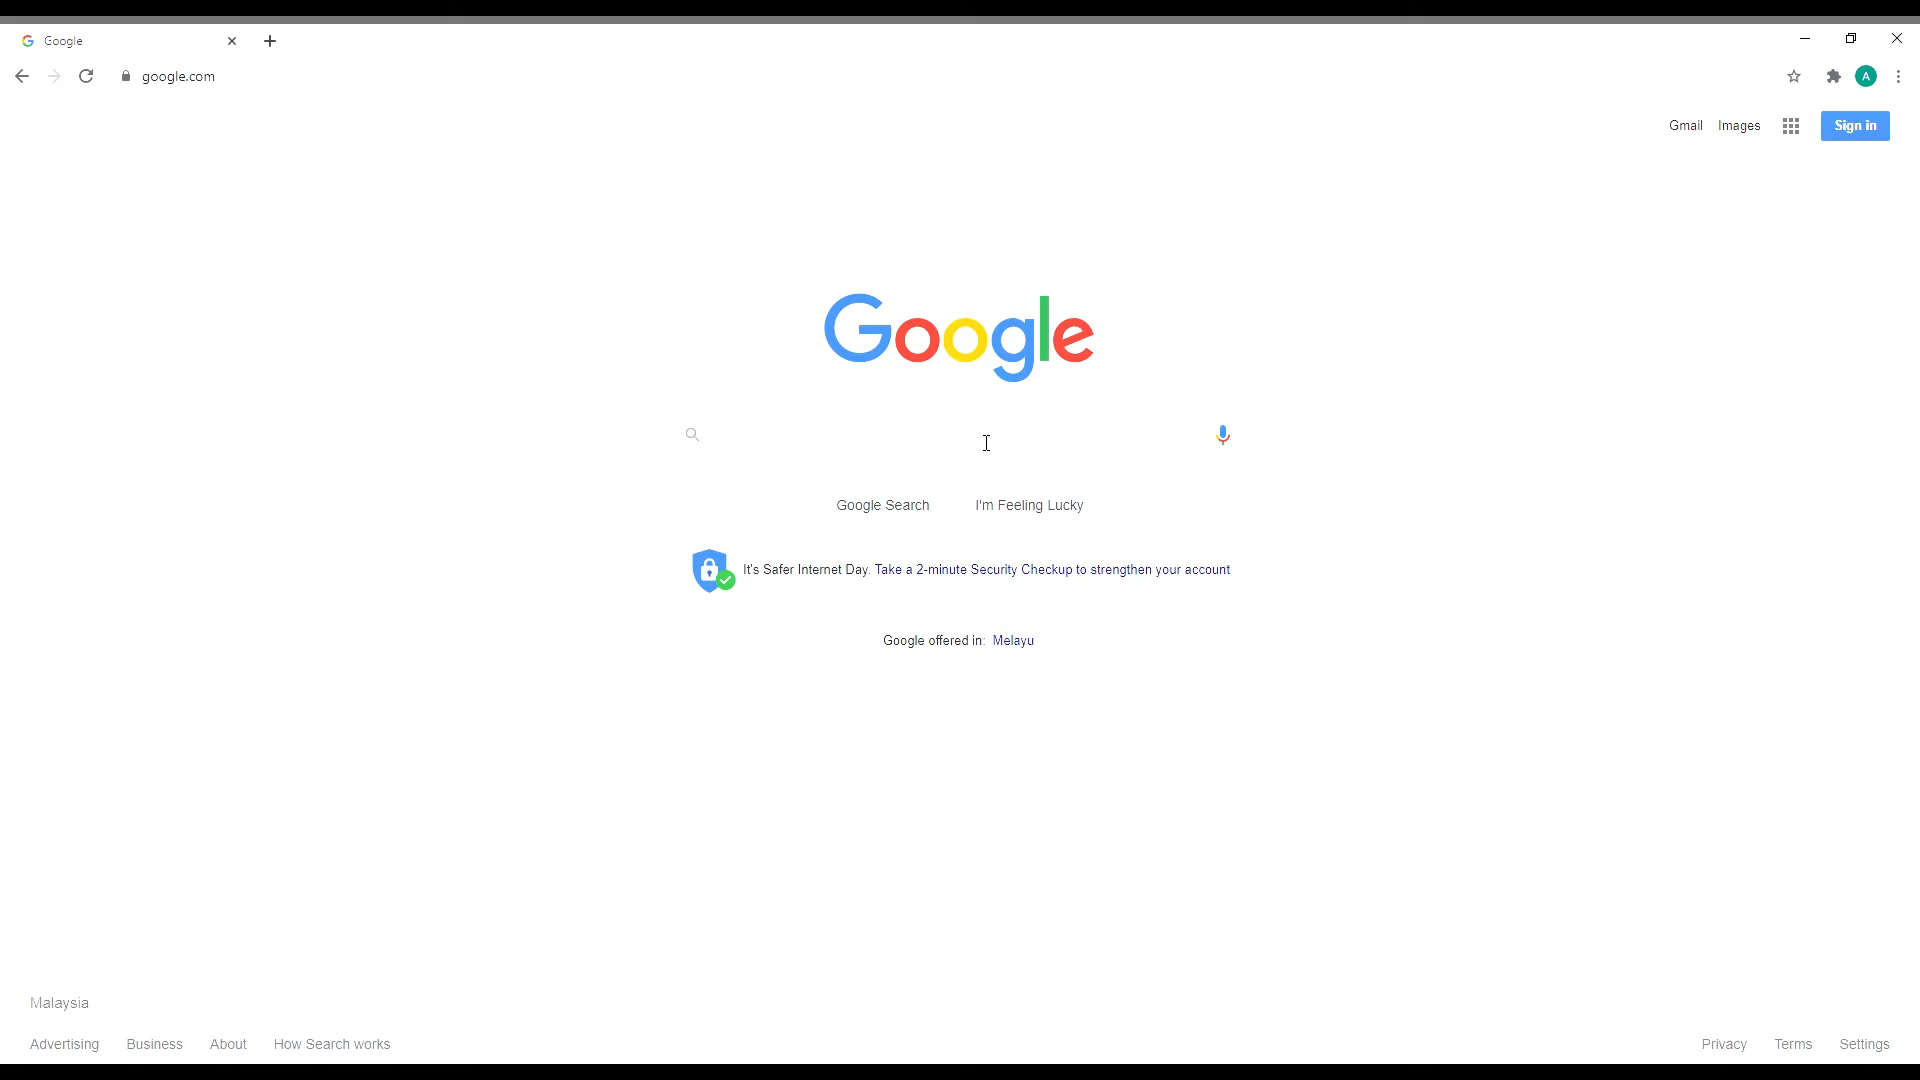 Google
google.com
A
Gmail Images Sign in
Google
Google Search I'm Feeling Lucky
It's Safer Internet Day. Take a 2-minute Security Checkup to strengthen your account
Google offered in: Melayu
Malaysia
Advertising Business About How Search works Privacy Terms Settings